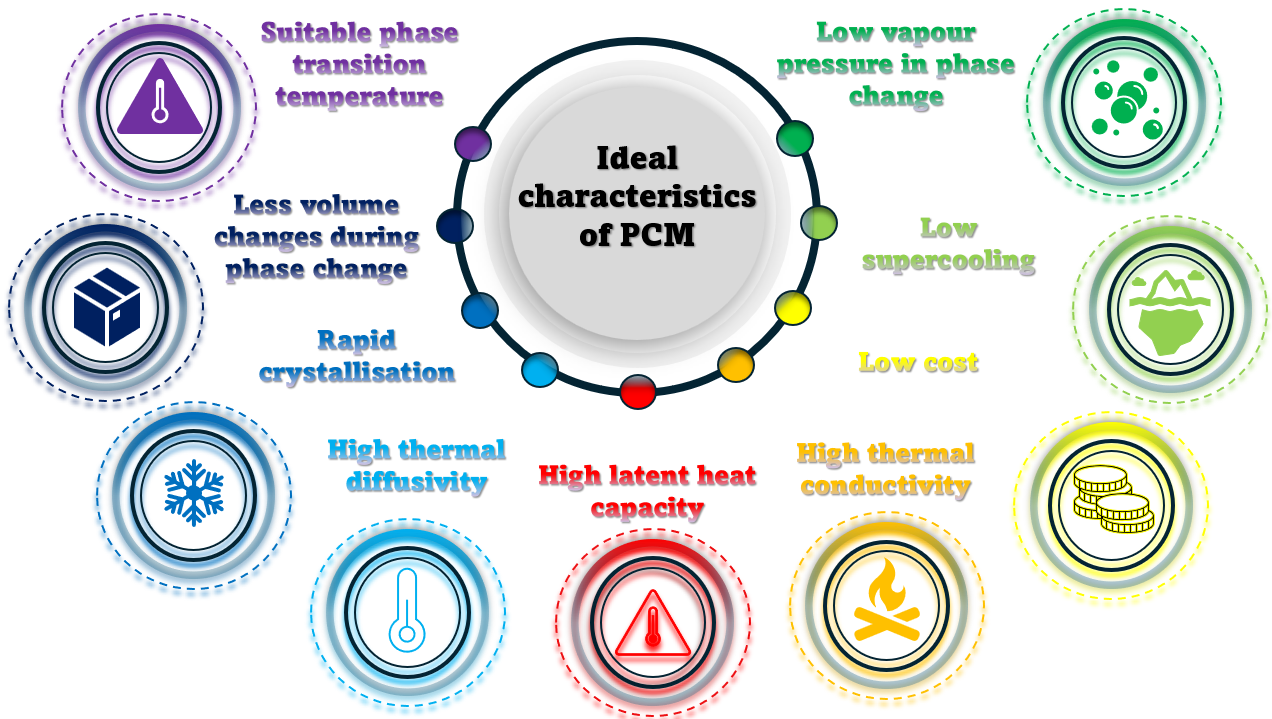 Suitable phase
transition
temperature
Low vapour
pressure in phase
change
Ideal
characteristics
of PCM
Less volume
changes during
phase change
Low
supercooling
Rapid
crystallisation
Low cost
High thermal
diffusivity
High latent heat
capacity
High thermal
conductivity